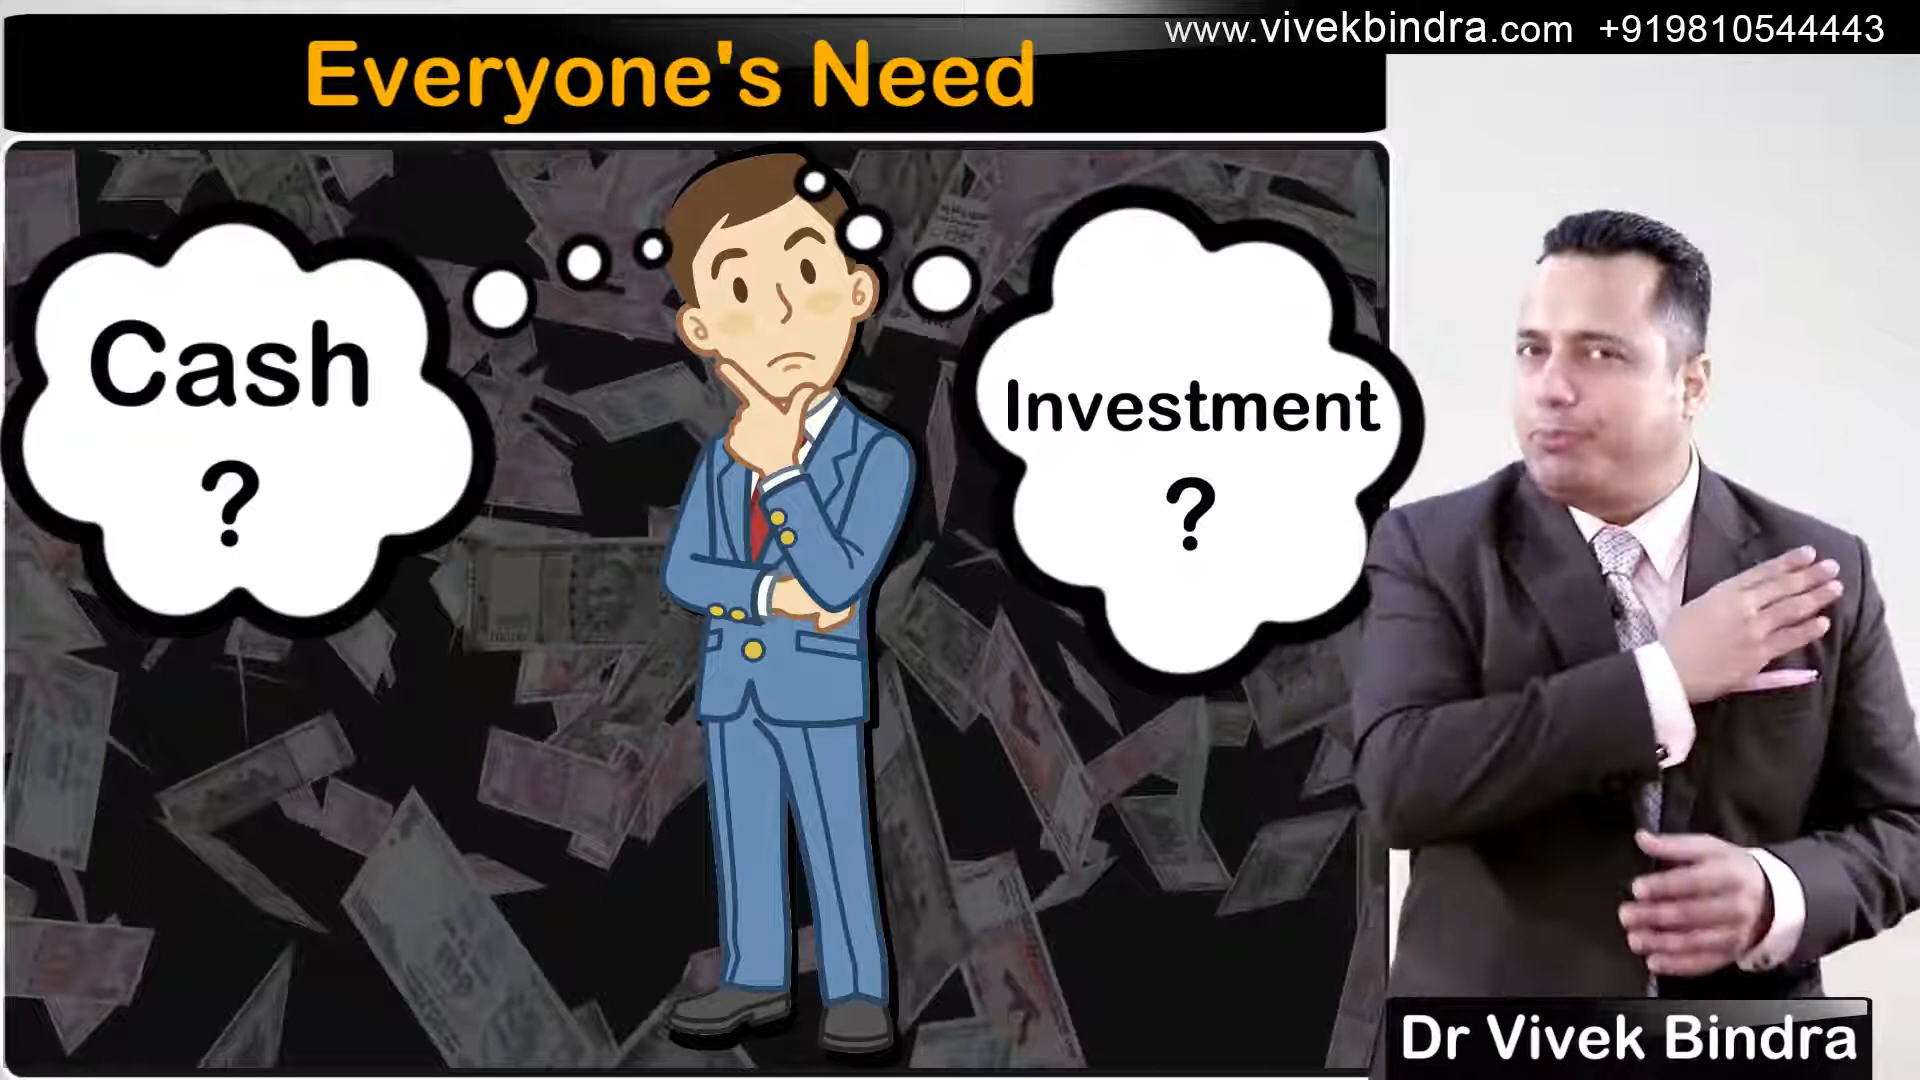 www.vivekbindra.com +919810544443
Everyone's Need
Cash
?
Investment
?
Dr Vivek Bindra